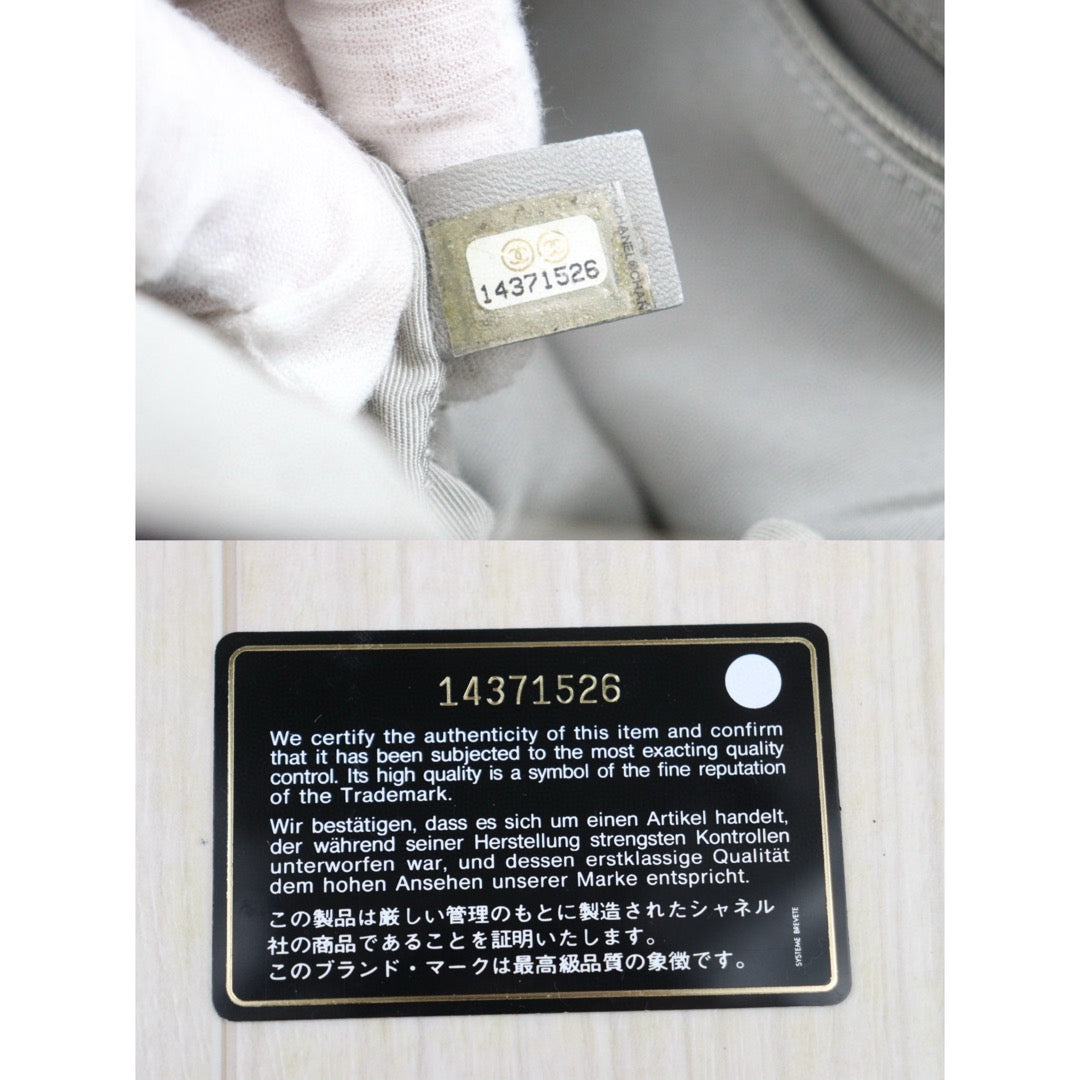 14371526
CHANEL
CHAN
14371526
We certify the authenticity of this item and confirm
that it has been subjected to the most exacting quality
control. Its high quality is a symbol of the fine reputation
of the Trademark.
Wir bestätigen, dass es sich um einen Artikel handelt,
der während seiner Herstellung strengsten Kontrollen
unterworfen war, und dessen erstklassige Qualität
dem hohen Ansehen unserer Marke entspricht.
この製品は厳しい管理のもとに製造されたシャネル
社の商品であることを証明いたします。
このブランド・マークは最高級品質の象徴です。
SYSTEME BREVETE